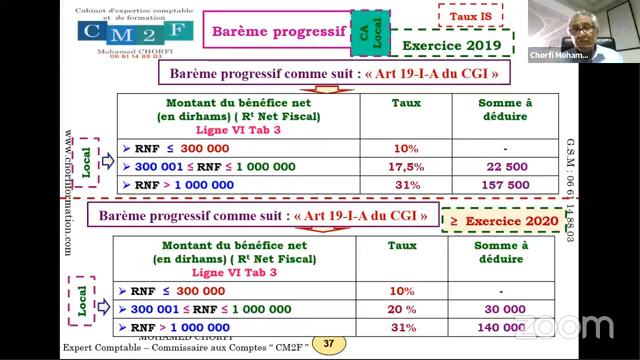 Cabinet d'expertise comptable
et de formation
CM2F
Mohamed CHORFI
06 61 14 88 03
Barème progressif
CA
Local
Taux IS
Exercice 2019
Chorfi Moham...
Barème progressif comme suit : « Art 19-I-A du CGI »
Montant du bénéfice net
(en dirhams) ( Rᵗ Net Fiscal)
Ligne VI Tab 3
Taux
Somme à
déduire
Local
➢ RNF ≤ 300 000 10% -
➢ 300 001 ≤ RNF ≤ 1 000 000 17,5% 22 500
➢ RNF > 1 000 000 31% 157 500
www.chorfiformation.com
G.S.M : 06 61 14 88 03
Barème progressif comme suit : « Art 19-I-A du CGI »
≥ Exercice 2020
Montant du bénéfice net
(en dirhams) ( Rᵗ Net Fiscal)
Ligne VI Tab 3
Taux
Somme à
déduire
Local
➢ RNF ≤ 300 000 10% -
➢ 300 001 ≤ RNF ≤ 1 000 000 20 % 30 000
➢ RNF > 1 000 000 31% 140 000
zoom
MOHAMED CHORFI
Expert Comptable – Commissaire aux Comptes " CM2F "
37